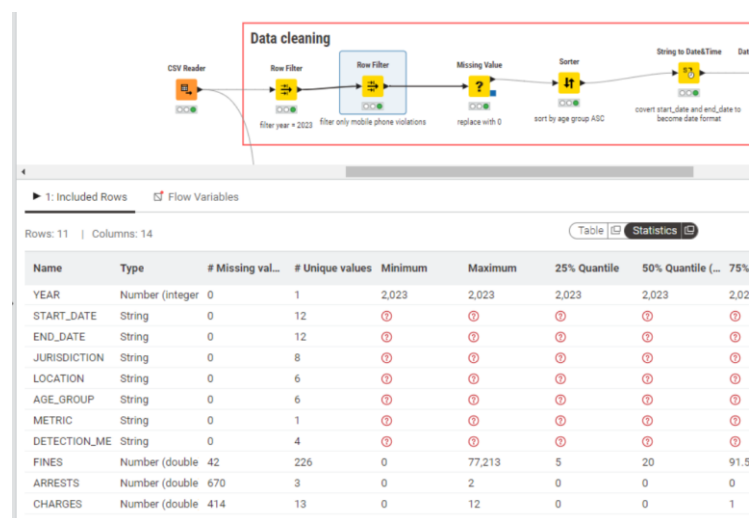 Data cleaning
CSV Reader
Row Filter
Row Filter
Missing Value
Sorter
String to Date&Time
Dat
filter year = 2023
filter only mobile phone violations
replace with 0
sort by age group ASC
covert start_date and end_date to
become date format
1: Included Rows
Flow Variables
Rows: 11 | Columns: 14
Table
Statistics
Name Type # Missing val... # Unique values Minimum Maximum 25% Quantile 50% Quantile (... 75%
YEAR Number (integer 0 1 2,023 2,023 2,023 2,023 2,02
START_DATE String 0 12
END_DATE String 0 12
JURISDICTION String 0 8
LOCATION String 0 6
AGE_GROUP String 0 6
METRIC String 0 1
DETECTION_ME String 0 4
FINES Number (double 42 226 0 77,213 5 20 91.5
ARRESTS Number (double 670 3 0 2 0 0 0
CHARGES Number (double 414 13 0 12 0 0 1